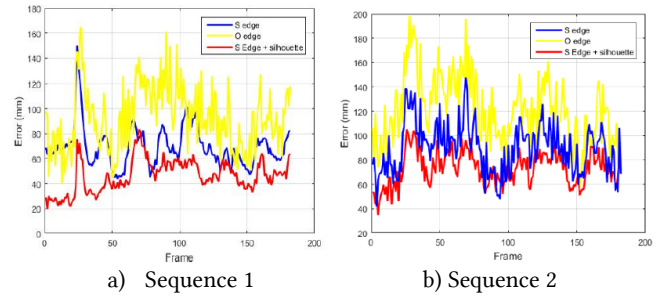 180
160
140
120
100
80
60
40
20
0
Error (mm)
0 50 100 150 200
Frame
S edge
O edge
S Edge + silhouette
a) Sequence 1
200
180
160
140
120
100
80
60
40
20
Error (mm)
0 50 100 150 200
Frame
S edge
O edge
S Edge + silhouette
b) Sequence 2